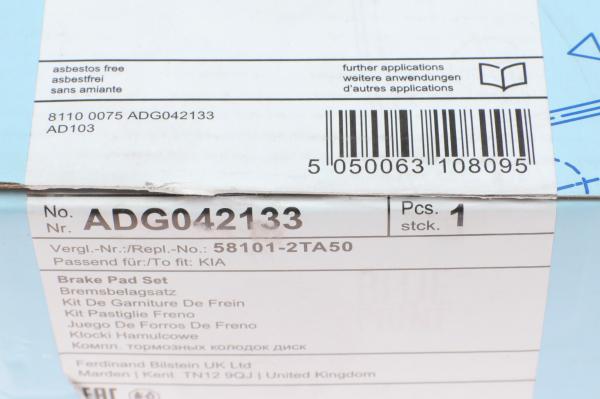 asbestos free
asbestfrei
sans amiante
further applications
weitere anwendungen
d'autres applications
8110 0075 ADG042133
AD103
5 050063 108095
No.
Nr. ADG042133
Pcs.
stck. 1
Vergl.-Nr.:/Repl.-No.: 58101-2TA50
Passend für:/To fit: KIA
Brake Pad Set
Bremsbelagsatz
Kit De Garniture De Frein
Kit Pastiglie Freno
Juego De Forros De Freno
Klocki Hamulcowe
Компл. тормозных колодок диск
Ferdinand Bilstein UK Ltd
Marden | Kent. TN12 9QJ | United Kingdom